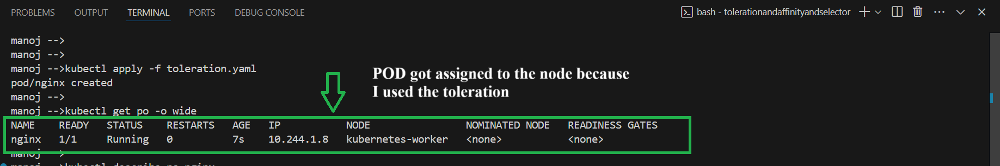 PROBLEMS OUTPUT TERMINAL PORTS DEBUG CONSOLE bash - tolerationandaffinityandselector
manoj -->
manoj -->
manoj -->kubectl apply -f toleration.yaml
pod/nginx created
manoj -->
manoj -->kubectl get po -o wide
POD got assigned to the node because
I used the toleration
NAME READY STATUS RESTARTS AGE IP NODE NOMINATED NODE READINESS GATES
nginx 1/1 Running 0 7s 10.244.1.8 kubernetes-worker <none> <none>
manoj -->
manoj -->kubectl describe po nginx